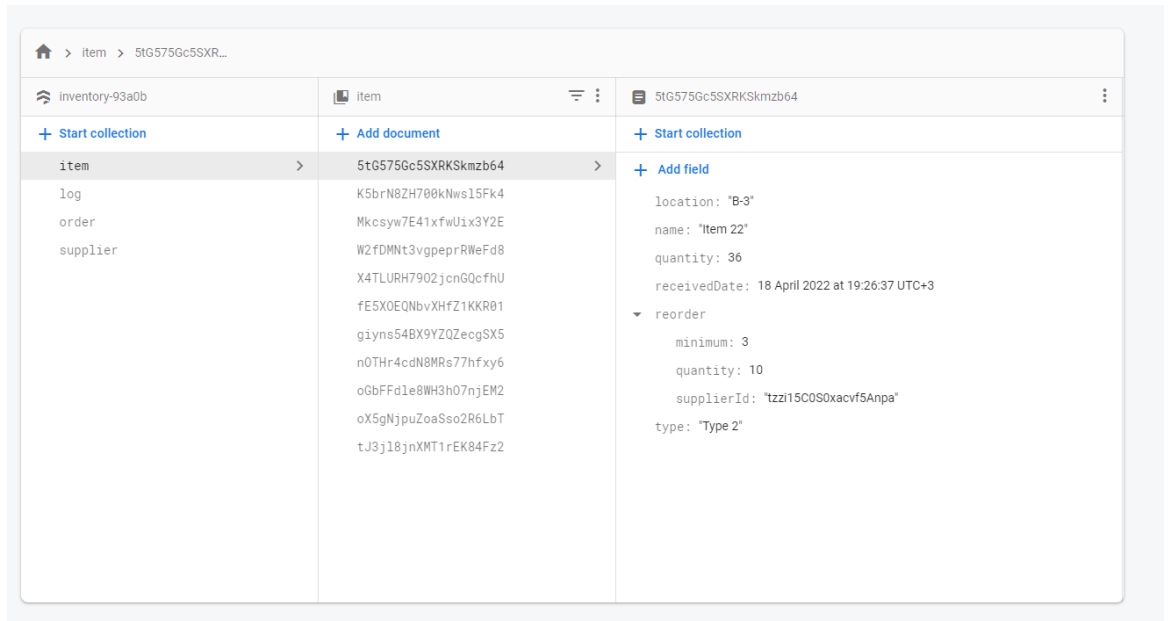 item > 5tG575Gc5SXR...
inventory-93a0b
Start collection
item
log
order
supplier
item
Add document
5tG575Gc5SXRKSkmzb64
K5brN8ZH700kNwsl5Fk4
Mkcsyw7E41xfwUix3Y2E
W2fDMNt3vgpeprRWeFd8
X4TLURH79O2jcnGQcfhU
fE5XOEQNbvXHfZ1KKR01
giyns54BX9YZQZecgSX5
nOTHr4cdN8MRs77hfxy6
oGbFFdle8WH3hO7njEM2
oX5gNjpuZoaSso2R6LbT
tJ3jl8jnXMT1rEK84Fz2
5tG575Gc5SXRKSkmzb64
Start collection
Add field
location: "B-3"
name: "Item 22"
quantity: 36
receivedDate: 18 April 2022 at 19:26:37 UTC+3
reorder
minimum: 3
quantity: 10
supplierId: "tzzi15C0S0xacvf5Anpa"
type: "Type 2"